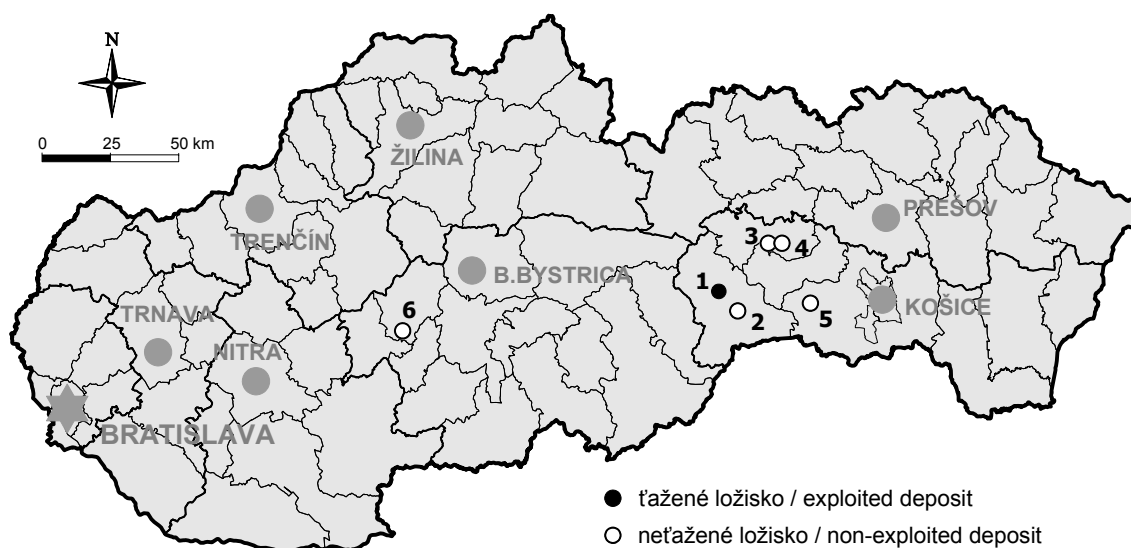 N
0 25 50 km
ŽILINA
TRENČÍN
PREŠOV
3 4
B.BYSTRICA
1
TRNAVA
6
2
5
KOŠICE
NITRA
BRATISLAVA
ťažené ložisko / exploited deposit
neťažené ložisko / non-exploited deposit